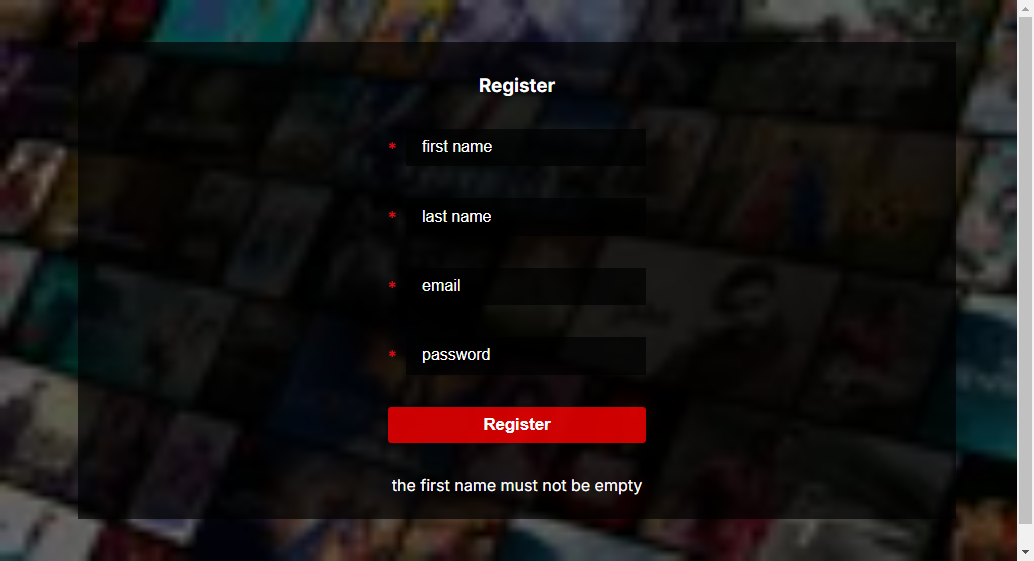 Register
* first name
* last name
* email
* password
Register
the first name must not be empty